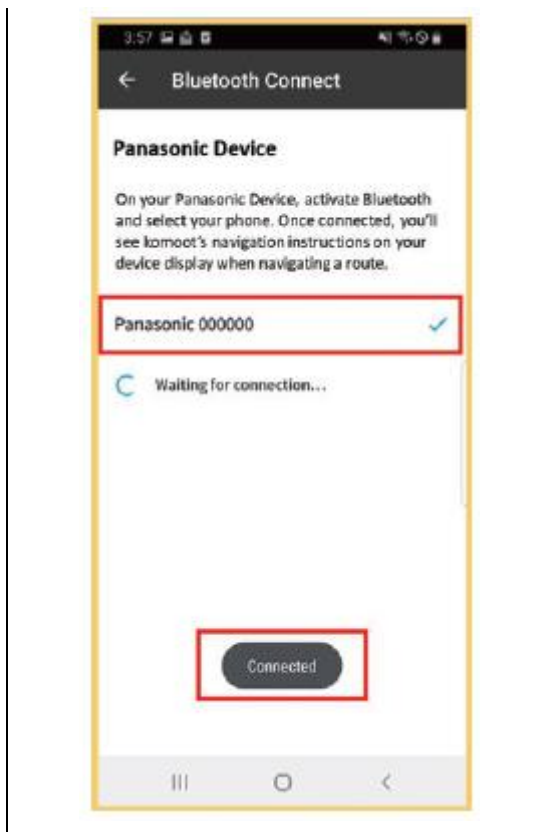 3:57
Bluetooth Connect
Panasonic Device
On your Panasonic Device, activate Bluetooth
and select your phone. Once connected, you'll
see komoot's navigation instructions on your
device display when navigating a route.
Panasonic 000000
Waiting for connection...
Connected